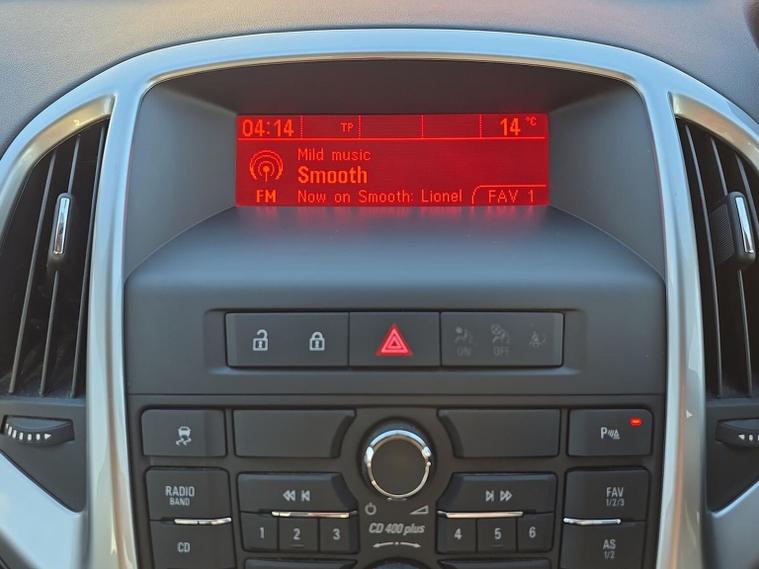 04:14 TP 14 °C
Mild music
Smooth
FM Now on Smooth: Lionel FAV 1
ON OFF
P
RADIO
BAND
FAV
1/2/3
1 2 3 4 5 6
CD 400 plus
CD
AS
1/2